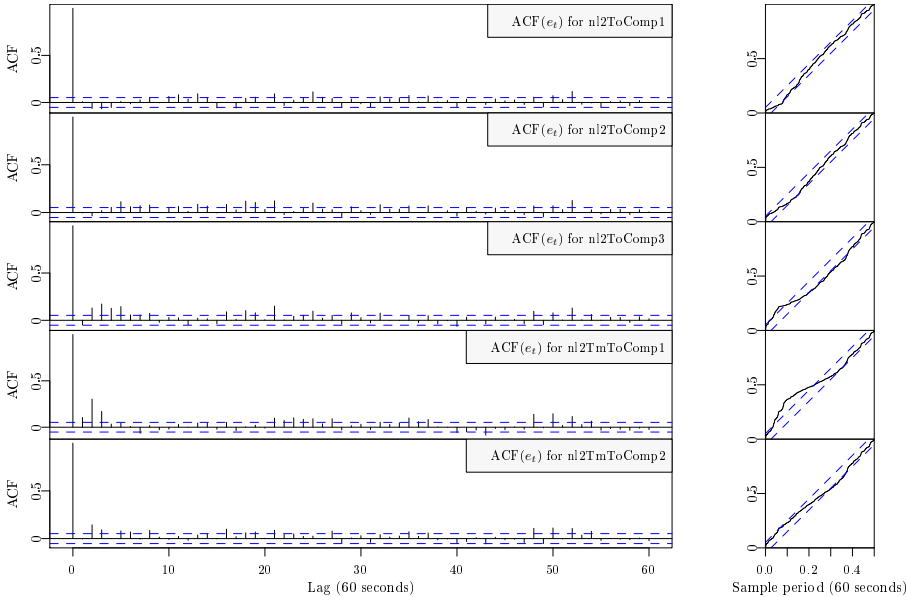 ACF(e_t) for nl2ToComp1
ACF
0
0.5
0
0.5
ACF(e_t) for nl2ToComp2
ACF
0
0.5
0
0.5
ACF(e_t) for nl2ToComp3
ACF
0
0.5
0
0.5
ACF(e_t) for nl2TmToComp1
ACF
0
0.5
0
0.5
ACF(e_t) for nl2TmToComp2
ACF
0
0.5
0
0.5
0 10 20 30 40 50 60
0.0 0.2 0.4
Lag (60 seconds)
Sample period (60 seconds)